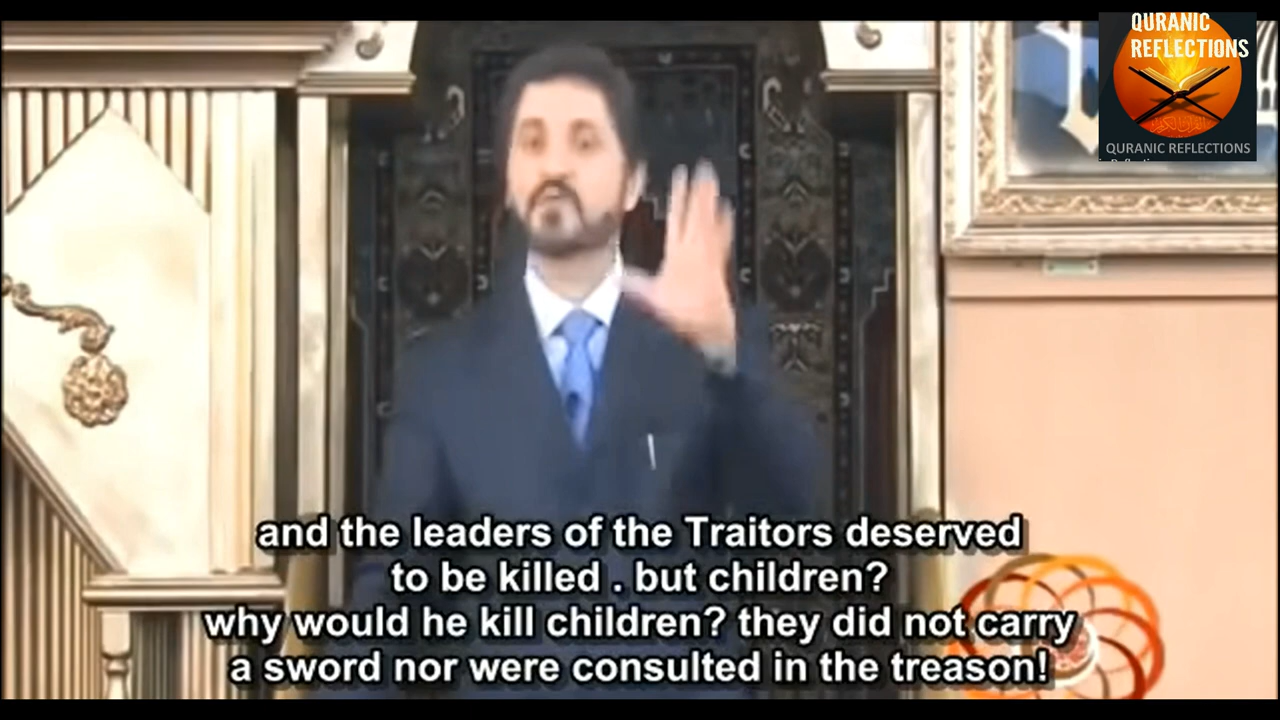 QURANIC
REFLECTIONS
QURANIC REFLECTIONS
and the leaders of the Traitors deserved
to be killed . but children?
why would he kill children? they did not carry
a sword nor were consulted in the treason!